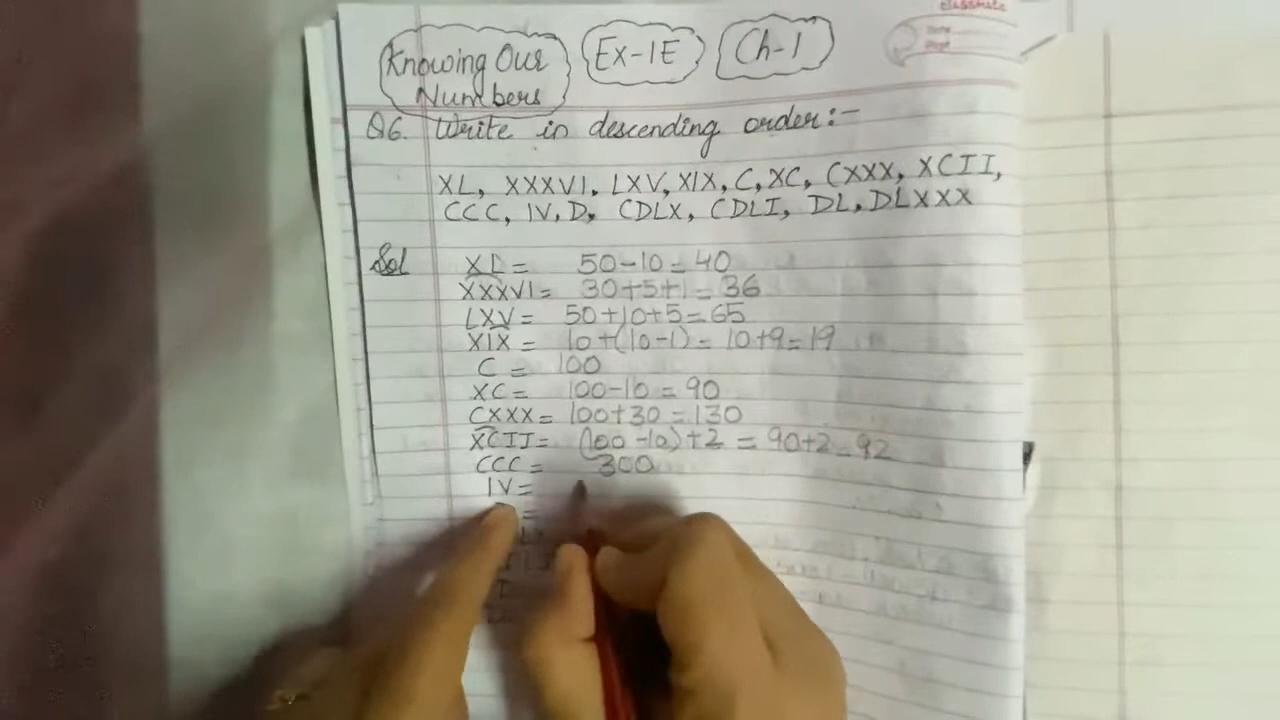 classmate
Date
Page
Knowing Our
Numbers
Ex-1E
Ch-1
Q6. Write in descending order:-
XL, XXXVI, LXV, XIX, C, XC, CXXX, XCII,
CCC, IV, D, CDLX, CDLI, DL, DLXXX
Sol
XL = 50-10 = 40
XXXVI = 30+5+1 = 36
LXV = 50+10+5 = 65
XIX = 10+(10-1) = 10+9 = 19
C = 100
XC = 100-10 = 90
CXXX = 100+30 = 130
XCII = (100-10)+2 = 90+2 = 92
CCC = 300
IV =